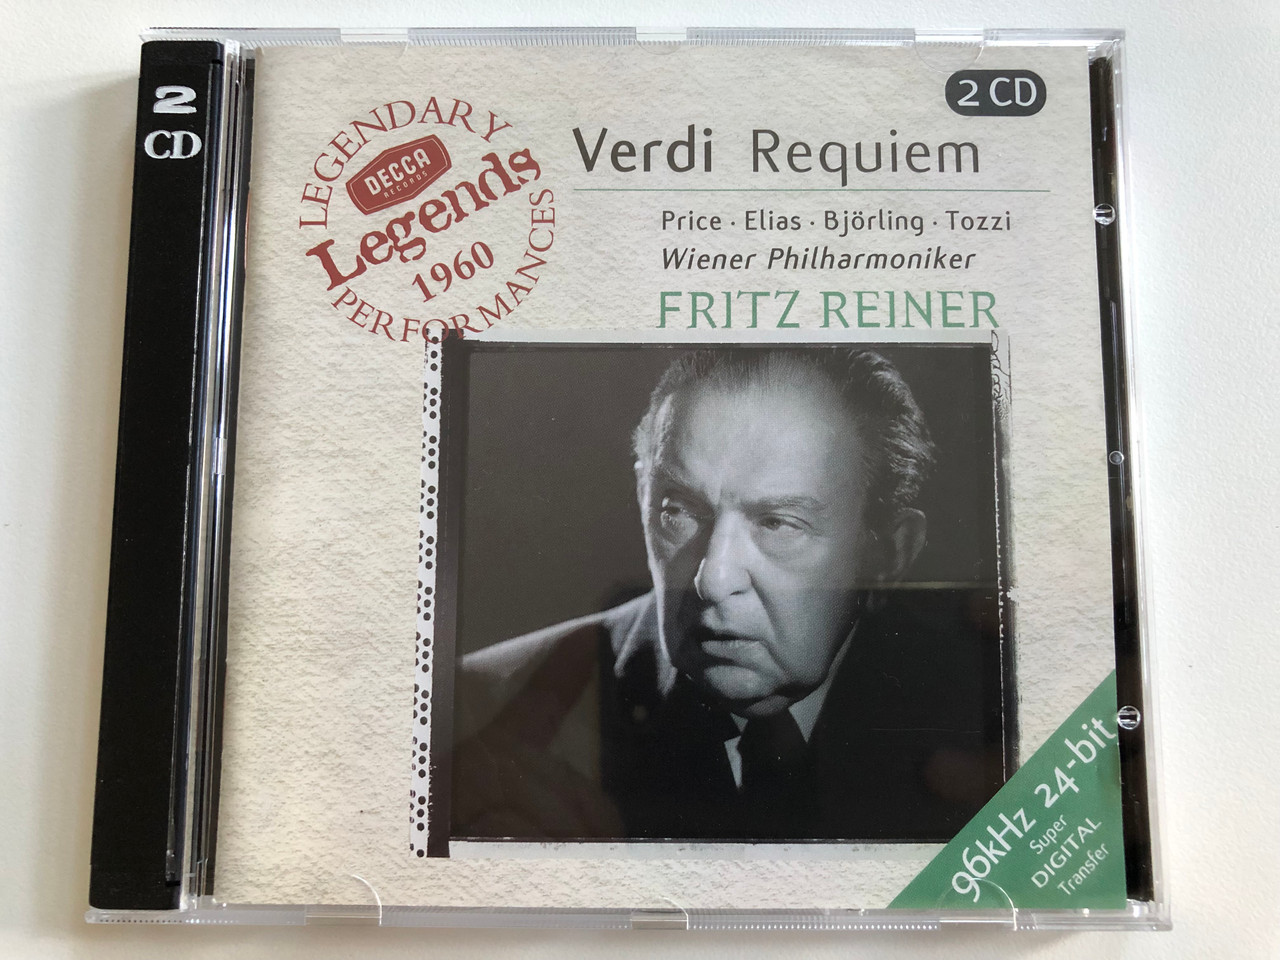 2
CD
LEGENDARY
DECCA
RECORDS
Legends
1960
PERFORMANCES
2 CD
Verdi Requiem
Price · Elias · Björling · Tozzi
Wiener Philharmoniker
FRITZ REINER
96kHz 24-bit
Super
DIGITAL
Transfer